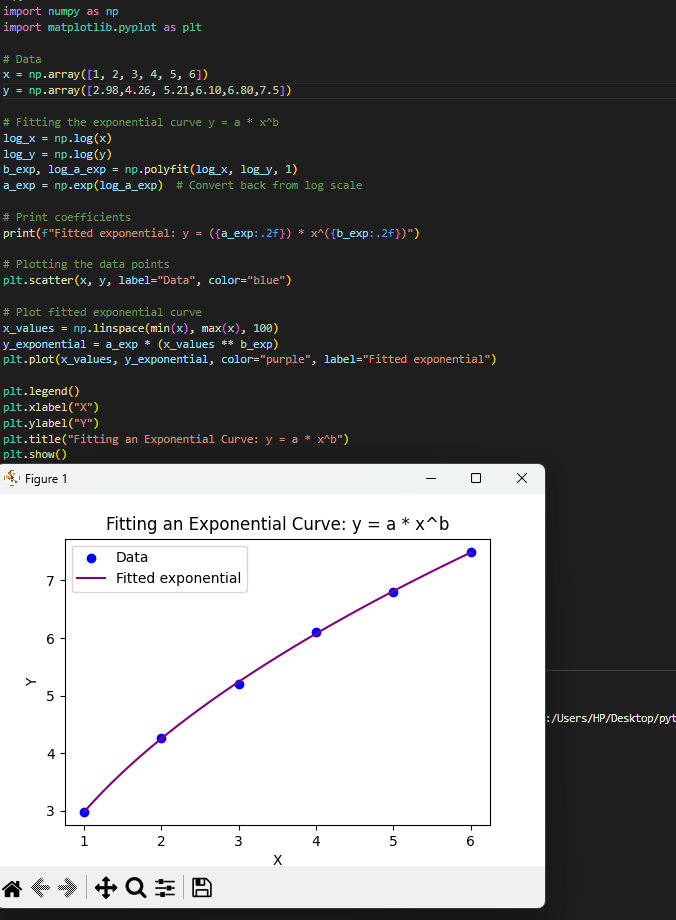 import numpy as np
import matplotlib.pyplot as plt
# Data
x = np.array([1, 2, 3, 4, 5, 6])
y = np.array([2.98,4.26, 5.21,6.10,6.80,7.5])
# Fitting the exponential curve y = a * x^b
log_x = np.log(x)
log_y = np.log(y)
b_exp, log_a_exp = np.polyfit(log_x, log_y, 1)
a_exp = np.exp(log_a_exp)  # Convert back from log scale
# Print coefficients
print(f"Fitted exponential: y = ({a_exp:.2f}) * x^({b_exp:.2f})")
# Plotting the data points
plt.scatter(x, y, label="Data", color="blue")
# Plot fitted exponential curve
x_values = np.linspace(min(x), max(x), 100)
y_exponential = a_exp * (x_values ** b_exp)
plt.plot(x_values, y_exponential, color="purple", label="Fitted exponential")
plt.legend()
plt.xlabel("X")
plt.ylabel("Y")
plt.title("Fitting an Exponential Curve: y = a * x^b")
plt.show()
Figure 1
Fitting an Exponential Curve: y = a * x^b
Data
Fitted exponential
7
6
5
4
3
Y
1 2 3 4 5 6
X
:/Users/HP/Desktop/pyt